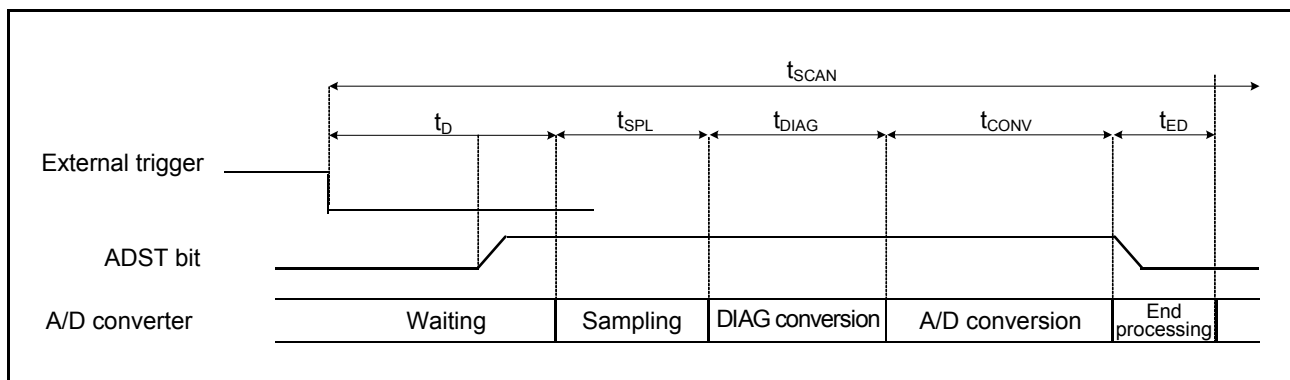 tSCAN
tD tSPL tDIAG tCONV tED
External trigger
ADST bit
A/D converter Waiting Sampling DIAG conversion A/D conversion End processing